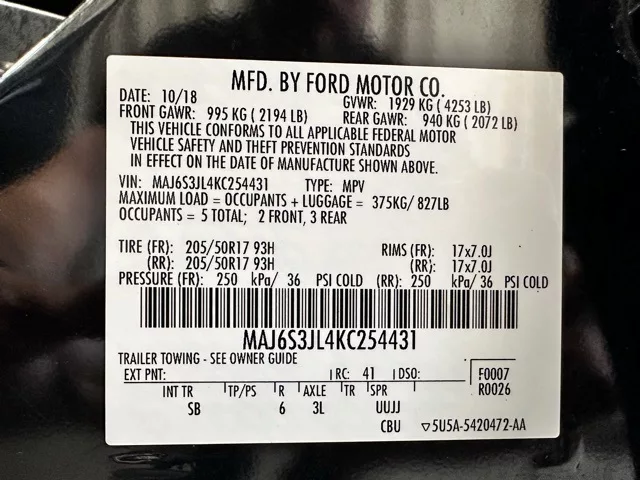 MFD. BY FORD MOTOR CO.
DATE: 10/18 GVWR: 1929 KG ( 4253 LB)
FRONT GAWR: 995 KG ( 2194 LB) REAR GAWR: 940 KG ( 2072 LB)
THIS VEHICLE CONFORMS TO ALL APPLICABLE FEDERAL MOTOR
VEHICLE SAFETY AND THEFT PREVENTION STANDARDS
IN EFFECT ON THE DATE OF MANUFACTURE SHOWN ABOVE.
VIN: MAJ6S3JL4KC254431 TYPE: MPV
MAXIMUM LOAD = OCCUPANTS + LUGGAGE = 375KG/ 827LB
OCCUPANTS = 5 TOTAL; 2 FRONT, 3 REAR
TIRE (FR): 205/50R17 93H RIMS (FR): 17x7.0J
(RR): 205/50R17 93H (RR): 17x7.0J
PRESSURE (FR): 250 kPa/ 36 PSI COLD (RR): 250 kPa/ 36 PSI COLD
MAJ6S3JL4KC254431
TRAILER TOWING - SEE OWNER GUIDE
EXT PNT: RC: 41 DSO: F0007
INT TR TP/PS R AXLE TR SPR R0026
SB 6 3L UUJJ
CBU ▽5U5A-5420472-AA